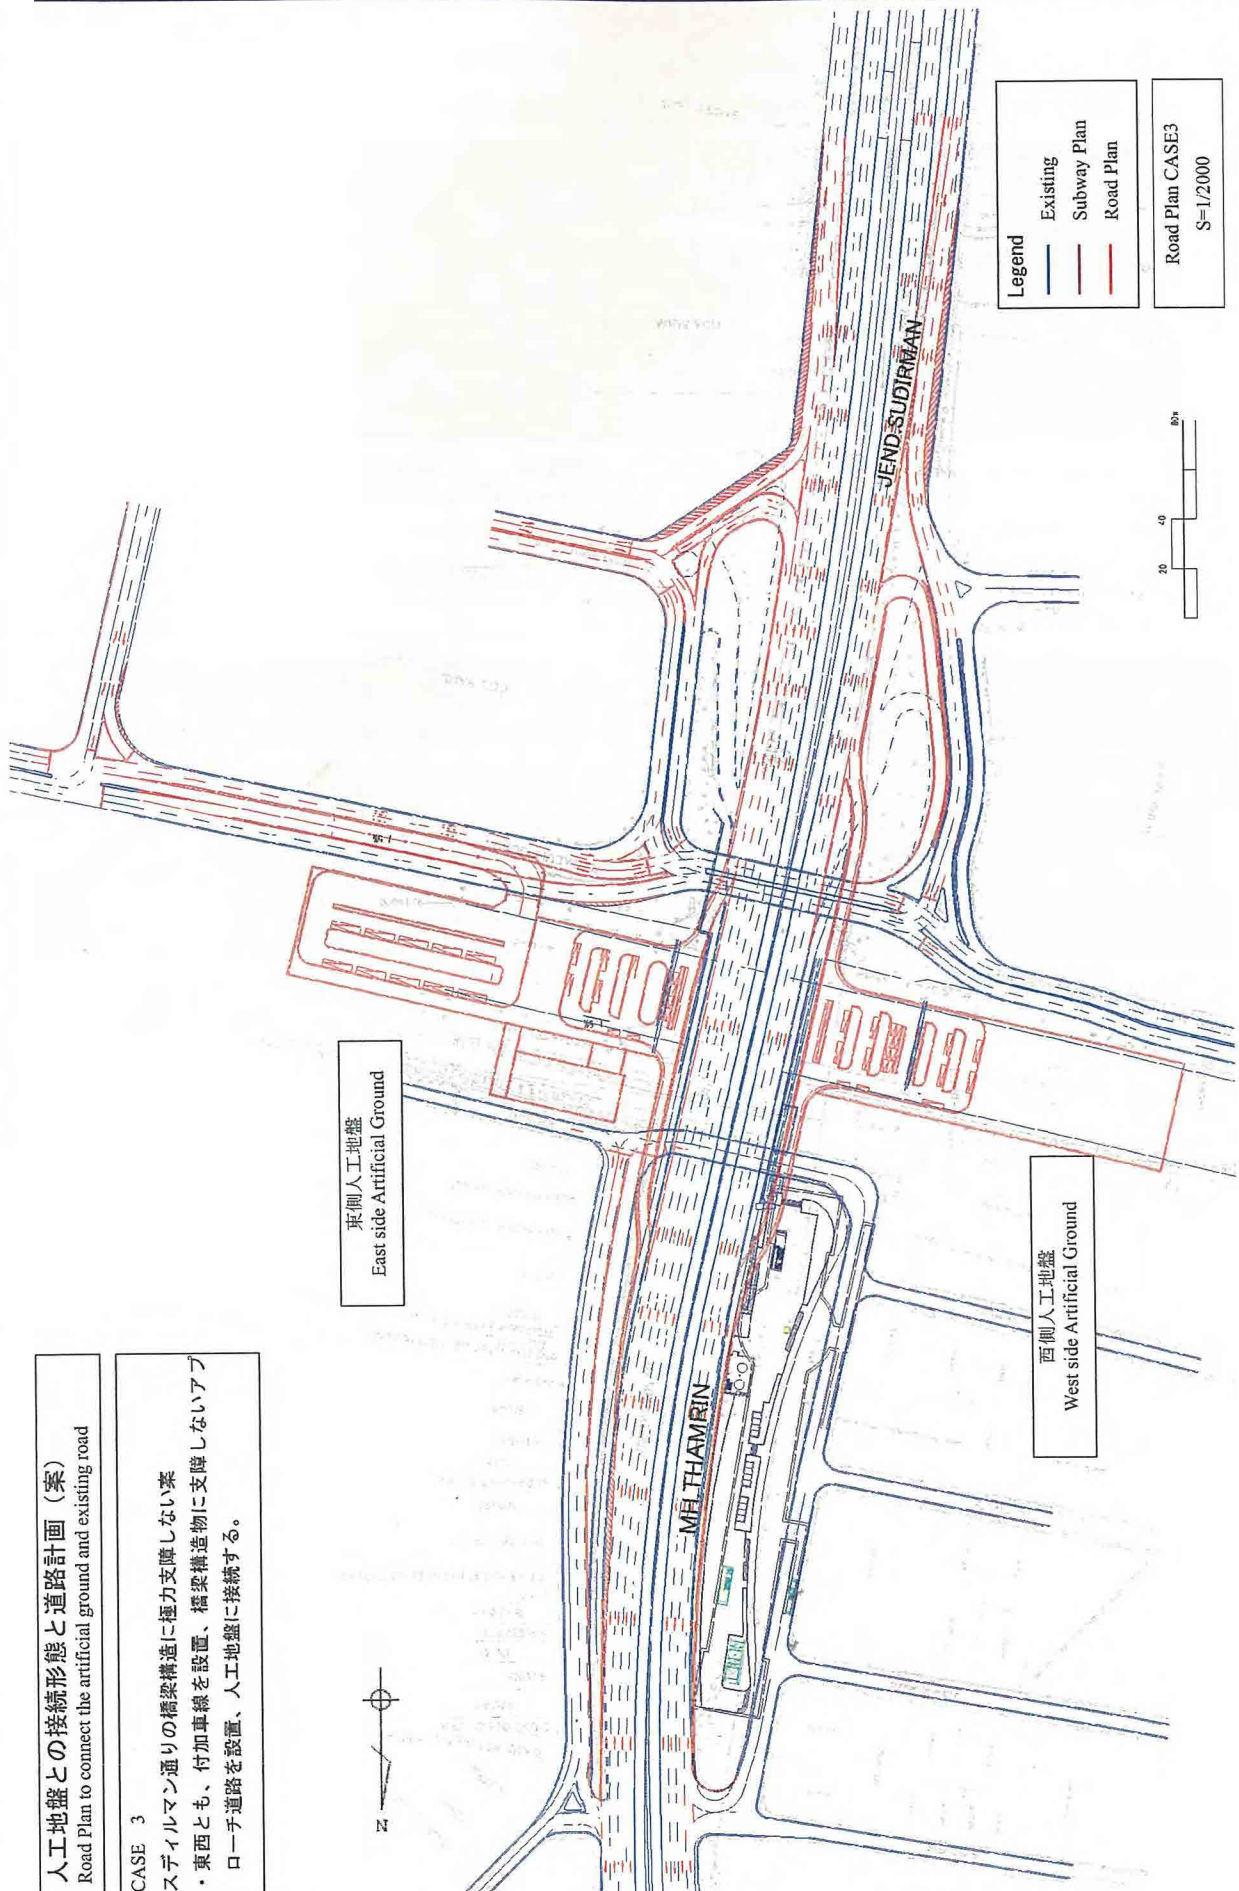 人工地盤との接続形態と道路計画（案）
Road Plan to connect the artificial ground and existing road
CASE 3
スディルマン通りの橋梁構造に極力支障しない案
・東西とも、付加車線を設置、橋梁構造物に支障しないアプ
ローチ道路を設置、人工地盤に接続する。
N
東側人工地盤
East side Artificial Ground
西側人工地盤
West side Artificial Ground
MH.THAMRIN
JEND.SUDIRMAN
20
40
80m
Legend
Existing
Subway Plan
Road Plan
Road Plan CASE3
S=1/2000